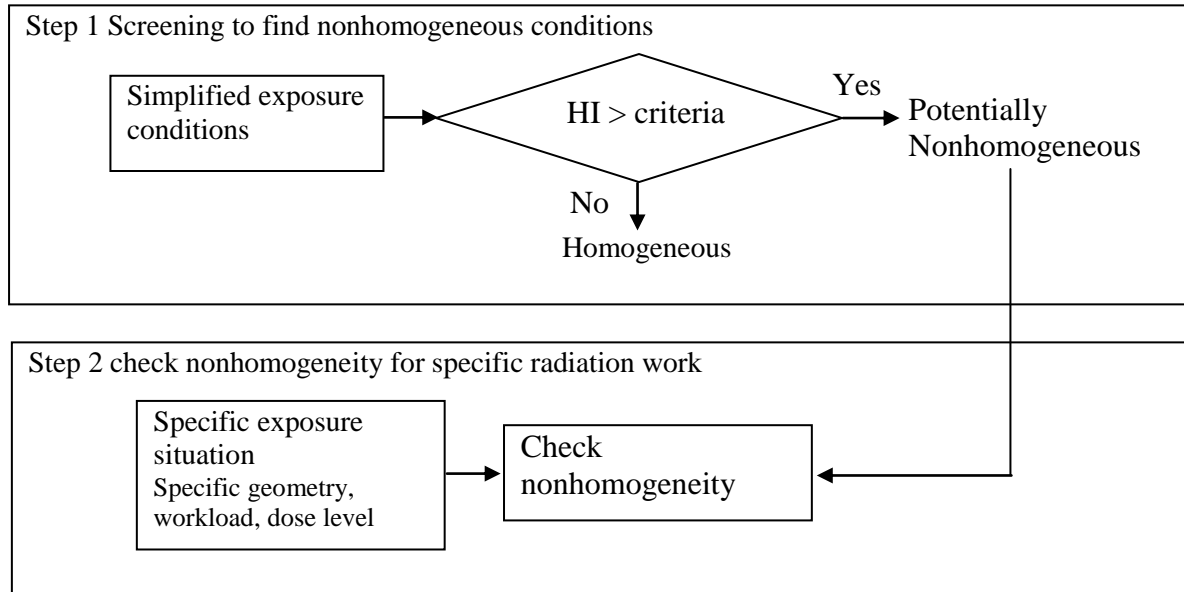 Step 1 Screening to find nonhomogeneous conditions
Simplified exposure
conditions
HI > criteria
Yes
Potentially
Nonhomogeneous
No
Homogeneous
Step 2 check nonhomogeneity for specific radiation work
Specific exposure
situation
Specific geometry,
workload, dose level
Check
nonhomogeneity